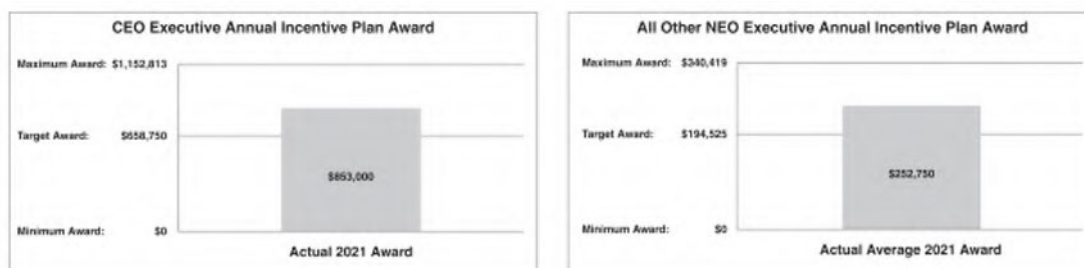 CEO Executive Annual Incentive Plan Award
Maximum Award: $1,152,813
Target Award: $658,750
$853,000
Minimum Award: $0
Actual 2021 Award
All Other NEO Executive Annual Incentive Plan Award
Maximum Award: $340,419
Target Award: $194,525
$252,750
Minimum Award: $0
Actual Average 2021 Award